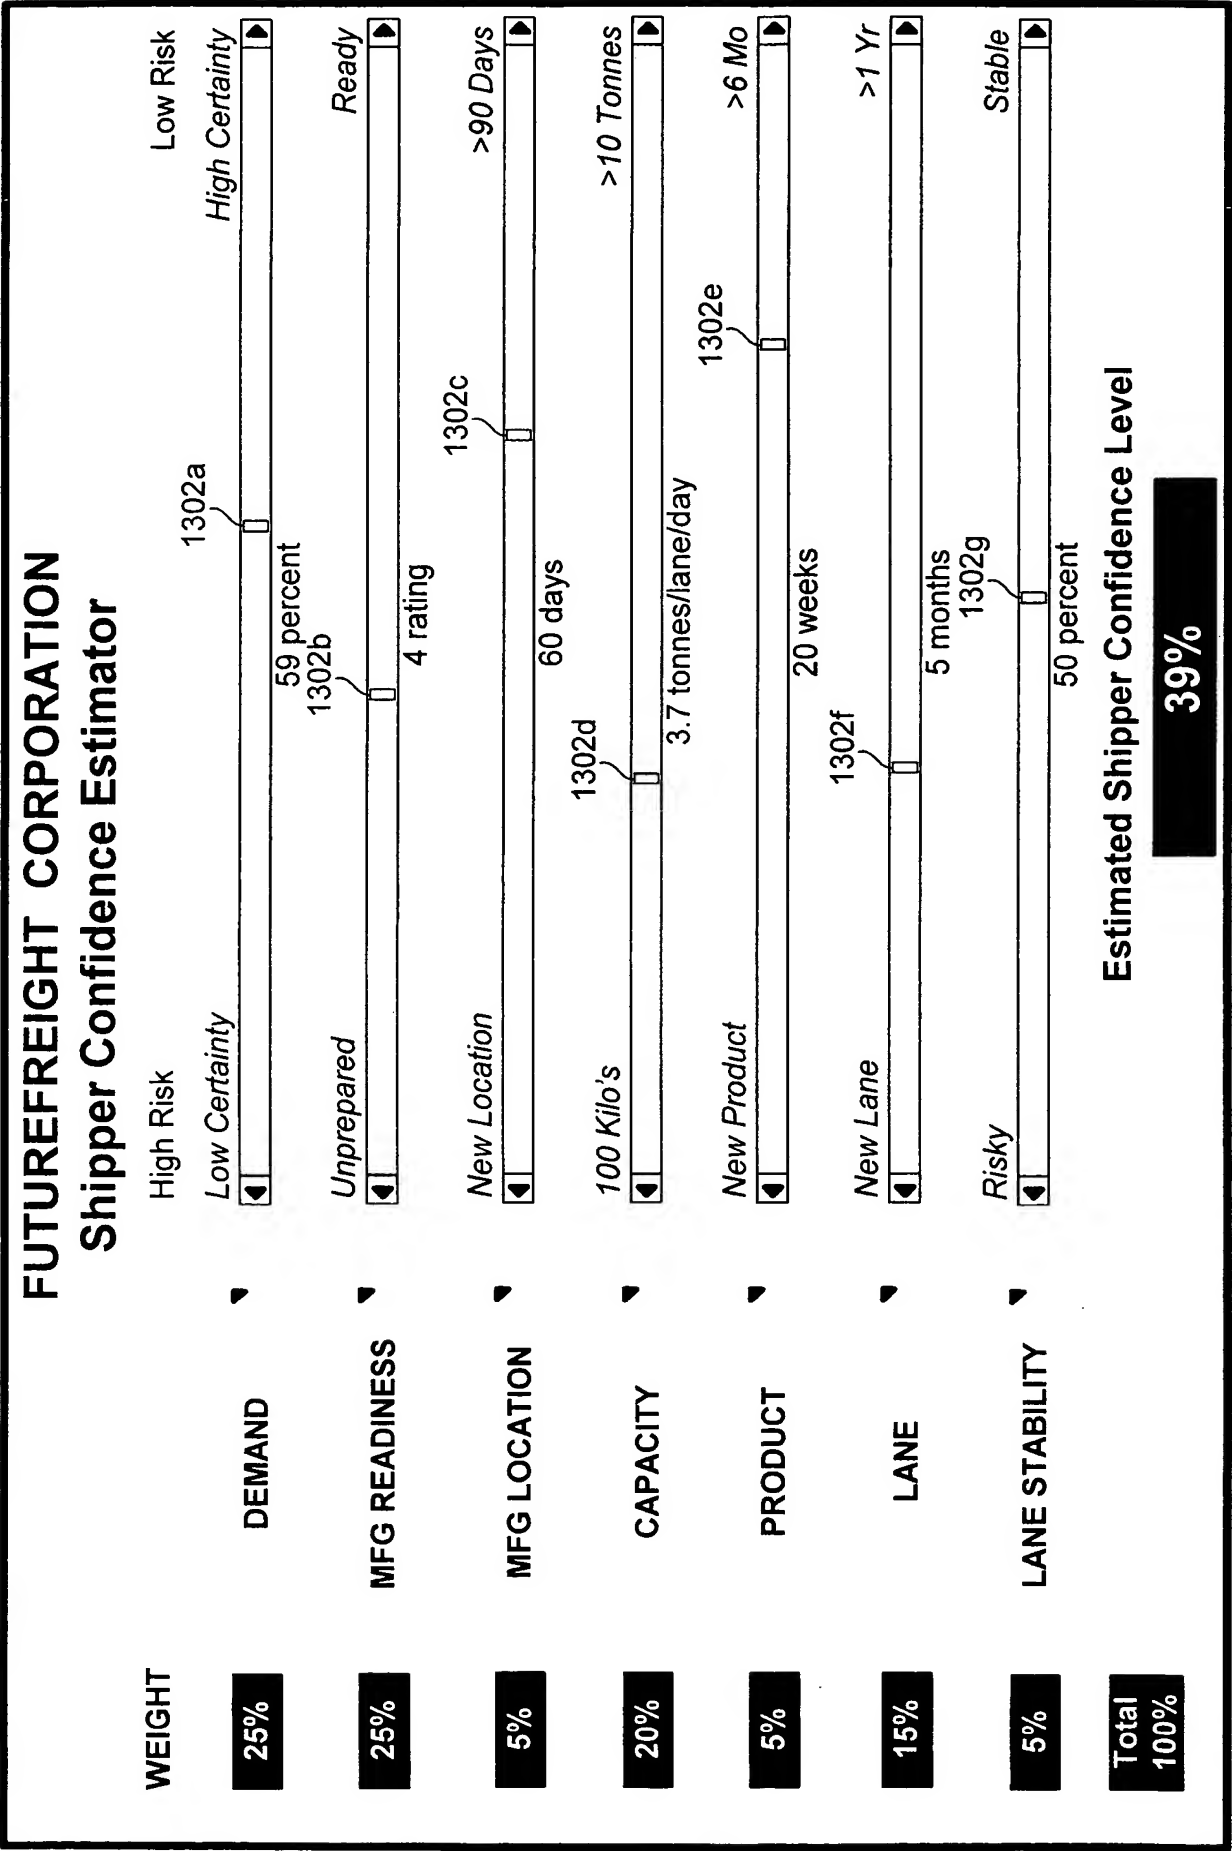 FUTUREFREIGHT CORPORATION
Shipper Confidence Estimator
WEIGHT
High Risk
Low Risk
25%
DEMAND
Low Certainty
High Certainty
1302a
59 percent
25%
MFG READINESS
Unprepared
Ready
1302b
4 rating
5%
MFG LOCATION
New Location
>90 Days
1302c
60 days
20%
CAPACITY
100 Kilo's
>10 Tonnes
1302d
3.7 tonnes/lane/day
5%
PRODUCT
New Product
>6 Mo
1302e
20 weeks
15%
LANE
New Lane
>1 Yr
1302f
5 months
5%
LANE STABILITY
Risky
Stable
1302g
50 percent
Total
100%
Estimated Shipper Confidence Level
39%